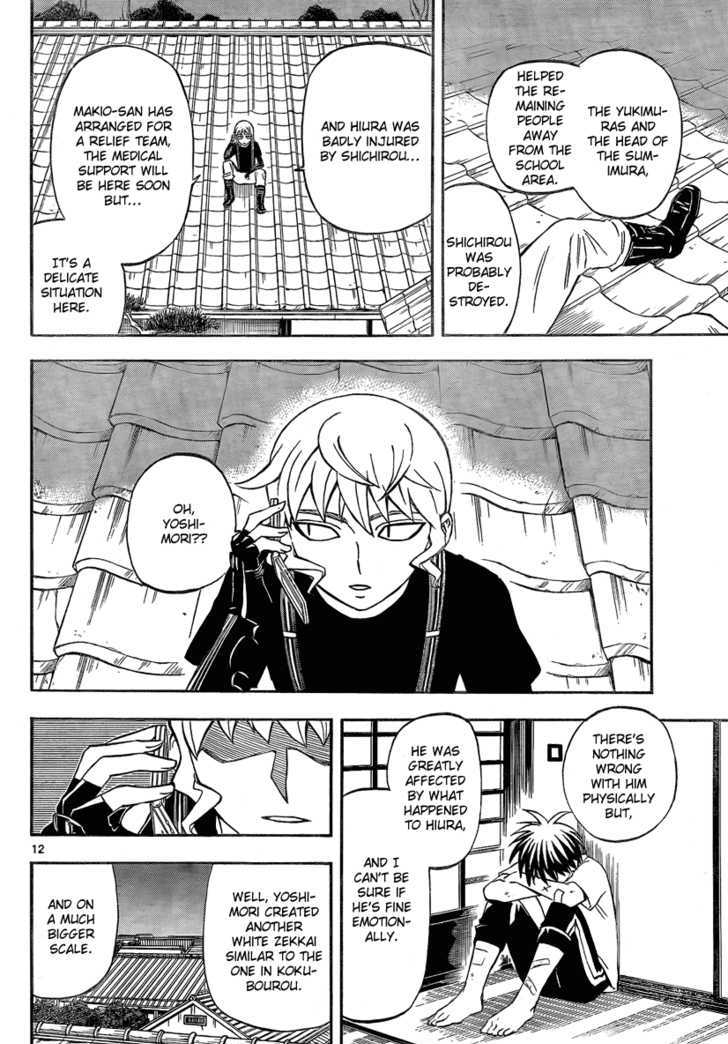 THE YUKIMU-
RAS AND
THE HEAD OF
THE SUM-
IMURA,
HELPED
THE RE-
MAINING
PEOPLE
AWAY
FROM THE
SCHOOL
AREA.
SHICHIROU
WAS
PROBABLY
DE-
STROYED.
AND HIURA WAS
BADLY INJURED
BY SHICHIROU...
MAKIO-SAN HAS
ARRANGED FOR
A RELIEF TEAM,
THE MEDICAL
SUPPORT WILL
BE HERE SOON
BUT...
IT'S A
DELICATE
SITUATION
HERE.
OH,
YOSHI-
MORI??
THERE'S
NOTHING
WRONG
WITH HIM
PHYSICALLY
BUT,
HE WAS
GREATLY
AFFECTED
BY WHAT
HAPPENED
TO HIURA,
AND I
CAN'T BE
SURE IF
HE'S FINE
EMOTION-
ALLY.
12
WELL, YOSHI-
MORI CREATED
ANOTHER
WHITE ZEKKAI
SIMILAR TO
THE ONE
IN KOKU-
BOUROU.
AND ON
A MUCH
BIGGER
SCALE.